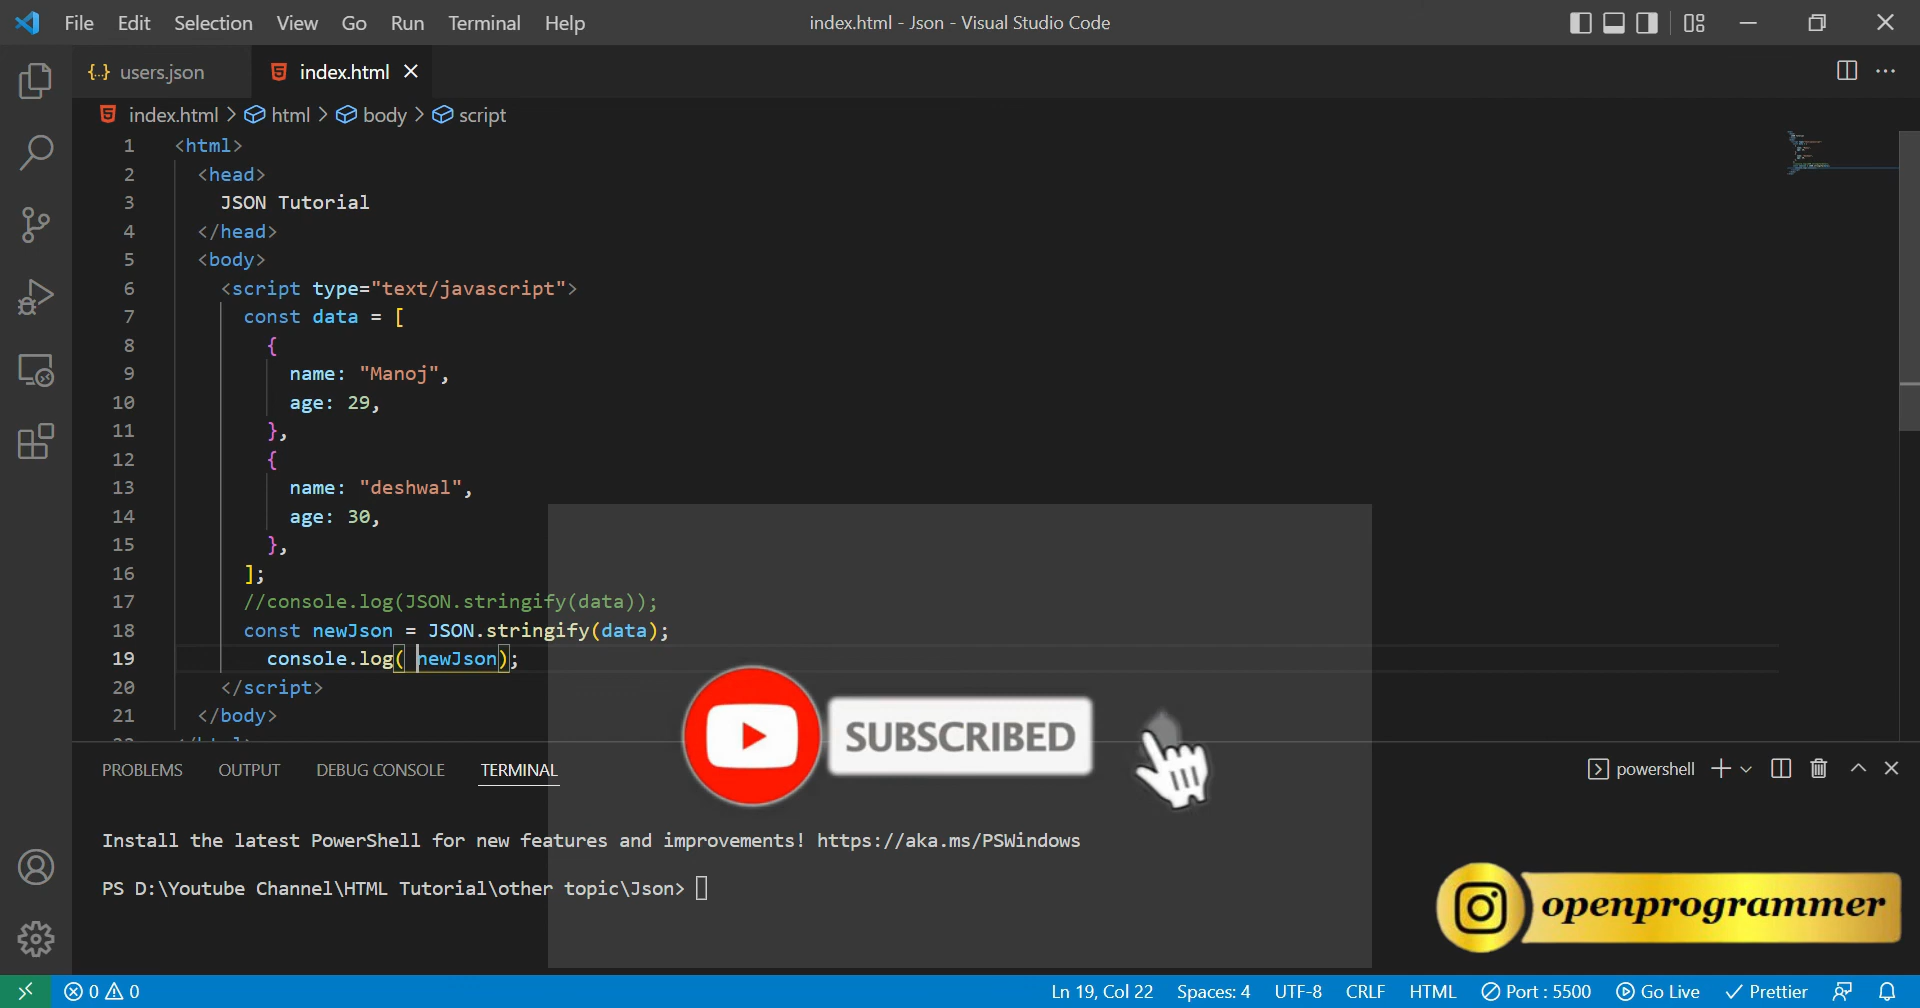 File Edit Selection View Go Run Terminal Help index.html - Json - Visual Studio Code
{..} users.json index.html
index.html > html > body > script
1 <html>
2 <head>
3 JSON Tutorial
4 </head>
5 <body>
6 <script type="text/javascript">
7 const data = [
8 {
9 name: "Manoj",
10 age: 29,
11 },
12 {
13 name: "deshwal",
14 age: 30,
15 },
16 ];
17 //console.log(JSON.stringify(data));
18 const newJson = JSON.stringify(data);
19 console.log( newJson);
20 </script>
21 </body>
SUBSCRIBED
PROBLEMS OUTPUT DEBUG CONSOLE TERMINAL powershell
Install the latest PowerShell for new features and improvements! https://aka.ms/PSWindows
PS D:\Youtube Channel\HTML Tutorial\other topic\Json>
openprogrammer
0 0 Ln 19, Col 22 Spaces: 4 UTF-8 CRLF HTML Port : 5500 Go Live Prettier